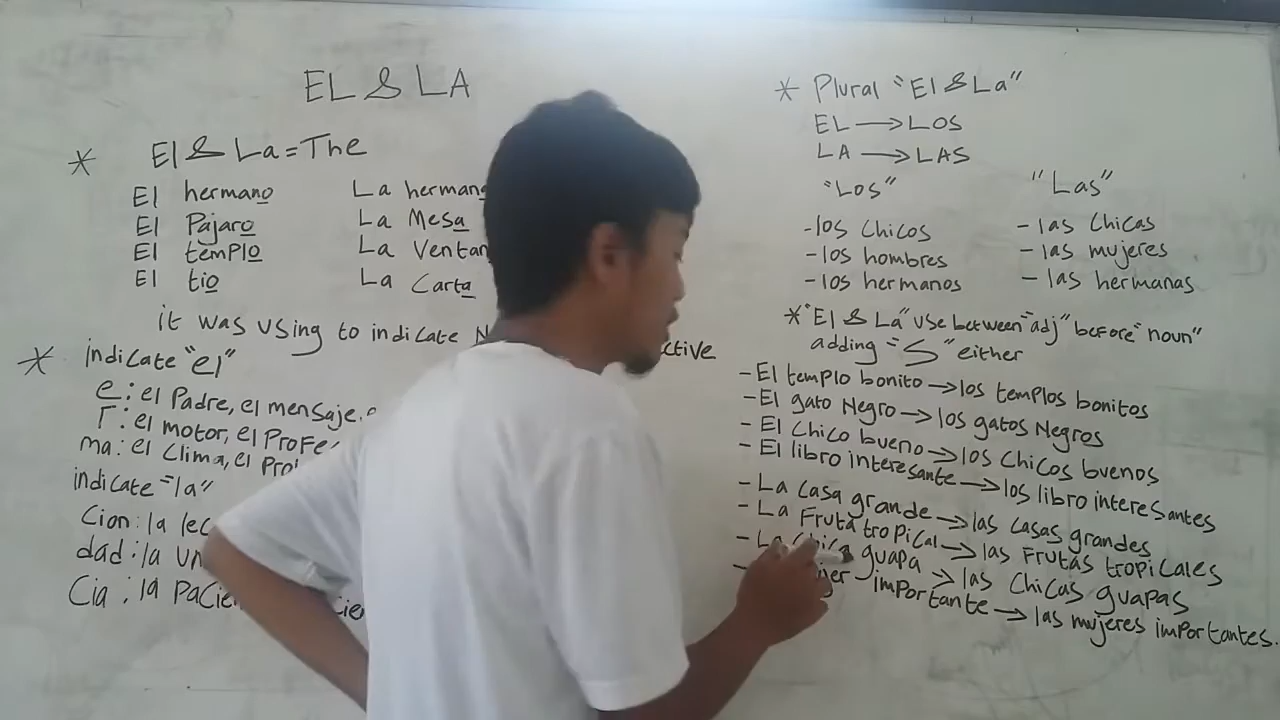 EL & LA
* El & La = The
El hermano La herman
El Pajaro La Mesa
El templo La Ventan
El tio La Carta
it was using to indicate ctive
* indicate "el"
e : el Padre, el mensaje.
r : el motor, el Profe
ma : el Clima, el Pro
indicate "la"
Cion : la lec
dad : la un
Cia : la pacien
* Plural "El & La"
EL → LOS
LA → LAS
"Los" "Las"
- los Chicos - las Chicas
- los hombres - las mujeres
- los hermanos - las hermanas
* "El & La" use between "adj" before "noun"
adding "S" either
- El templo bonito → los templos bonitos
- El gato Negro → los gatos Negros
- El Chico bueno → los Chicos buenos
- El libro interesante → los libro interesantes
- La casa grande → las casas grandes
- La Fruta tropical → las Frutas tropicales
- La Chica guapa → las Chicas guapas
- importante → las mujeres importantes.